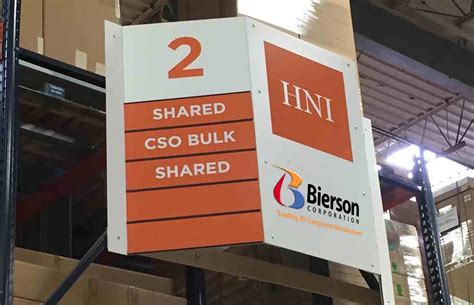 2
SHARED
CSO BULK
SHARED
HNI
Bierson
CORPORATION
"Leading 3D Component Manufacturer"